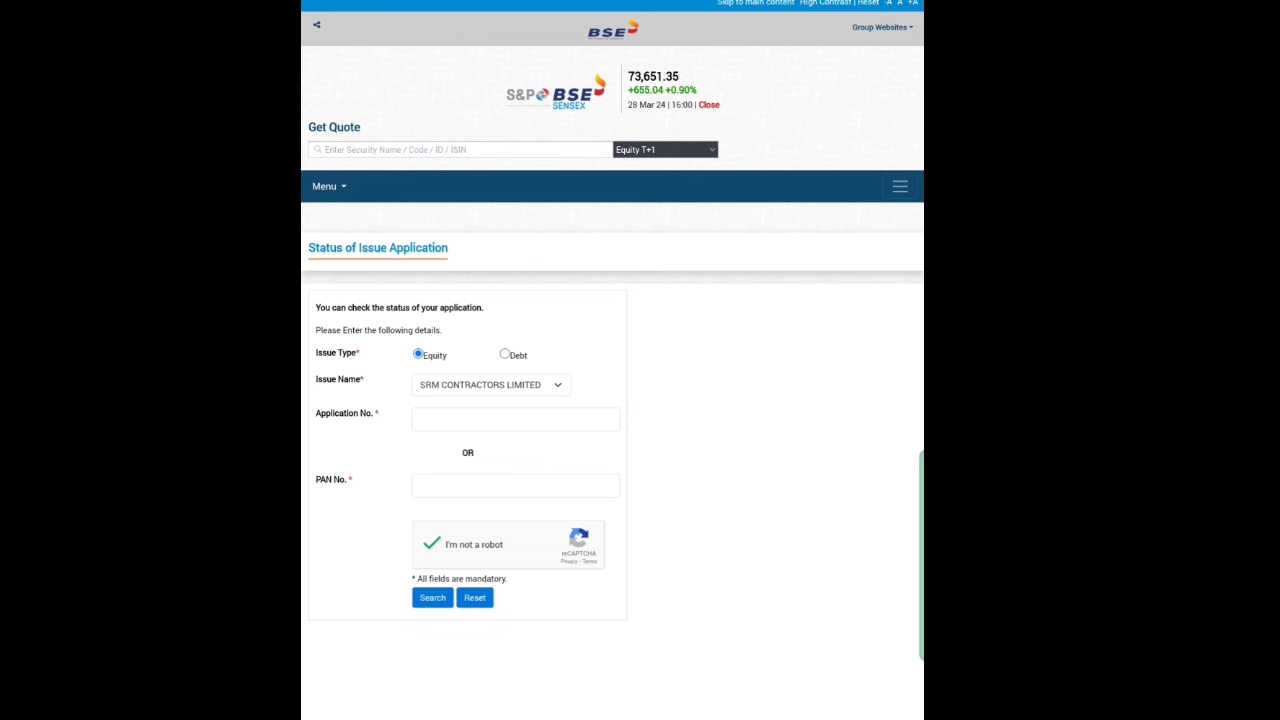 Skip to main content High Contrast | Reset -A A +A
BSE
Group Websites
S&P BSE
SENSEX
73,651.35
+655.04 +0.90%
28 Mar 24 | 16:00 | Close
Get Quote
Enter Security Name / Code / ID / ISIN
Equity T+1
Menu
Status of Issue Application
You can check the status of your application.
Please Enter the following details.
Issue Type*
Equity
Debt
Issue Name*
SRM CONTRACTORS LIMITED
Application No. *
OR
PAN No. *
I'm not a robot
reCAPTCHA
Privacy - Terms
* All fields are mandatory.
Search
Reset